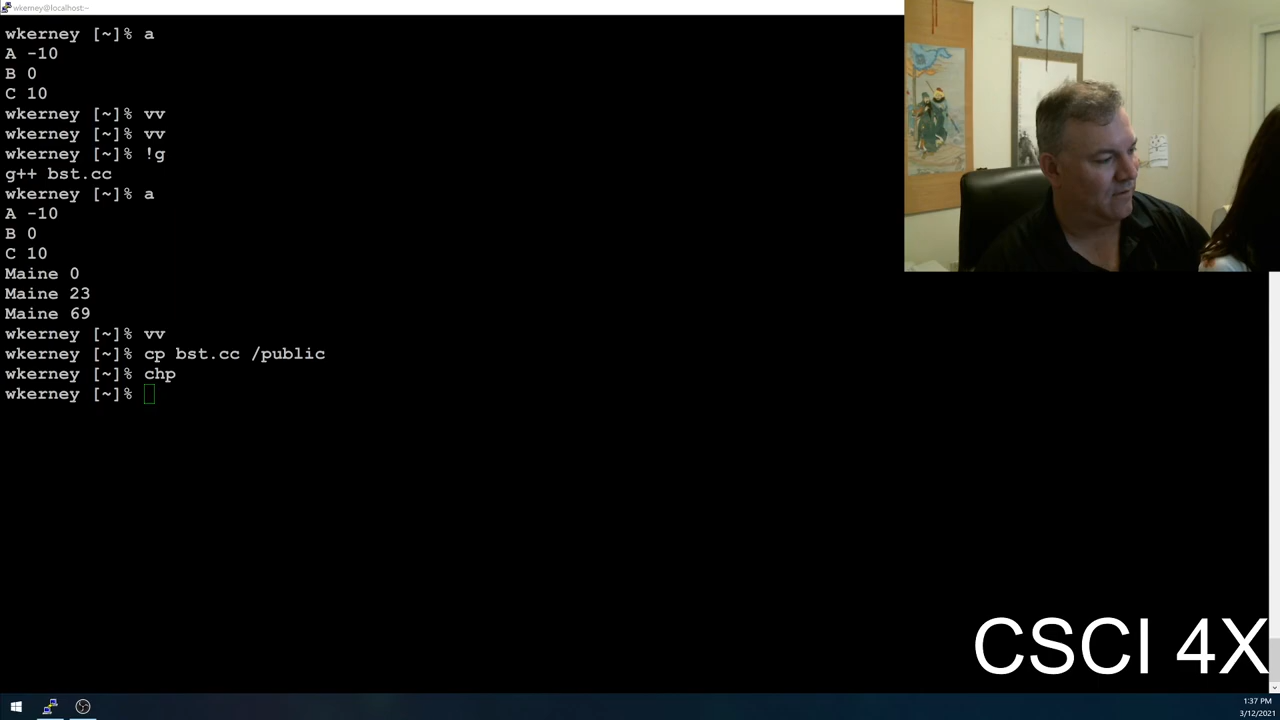 wkerney@localhost:~
wkerney [~]% a
A -10
B 0
C 10
wkerney [~]% vv
wkerney [~]% vv
wkerney [~]% !g
g++ bst.cc
wkerney [~]% a
A -10
B 0
C 10
Maine 0
Maine 23
Maine 69
wkerney [~]% vv
wkerney [~]% cp bst.cc /public
wkerney [~]% chp
wkerney [~]%
CSCI 4X
1:37 PM
3/12/2021